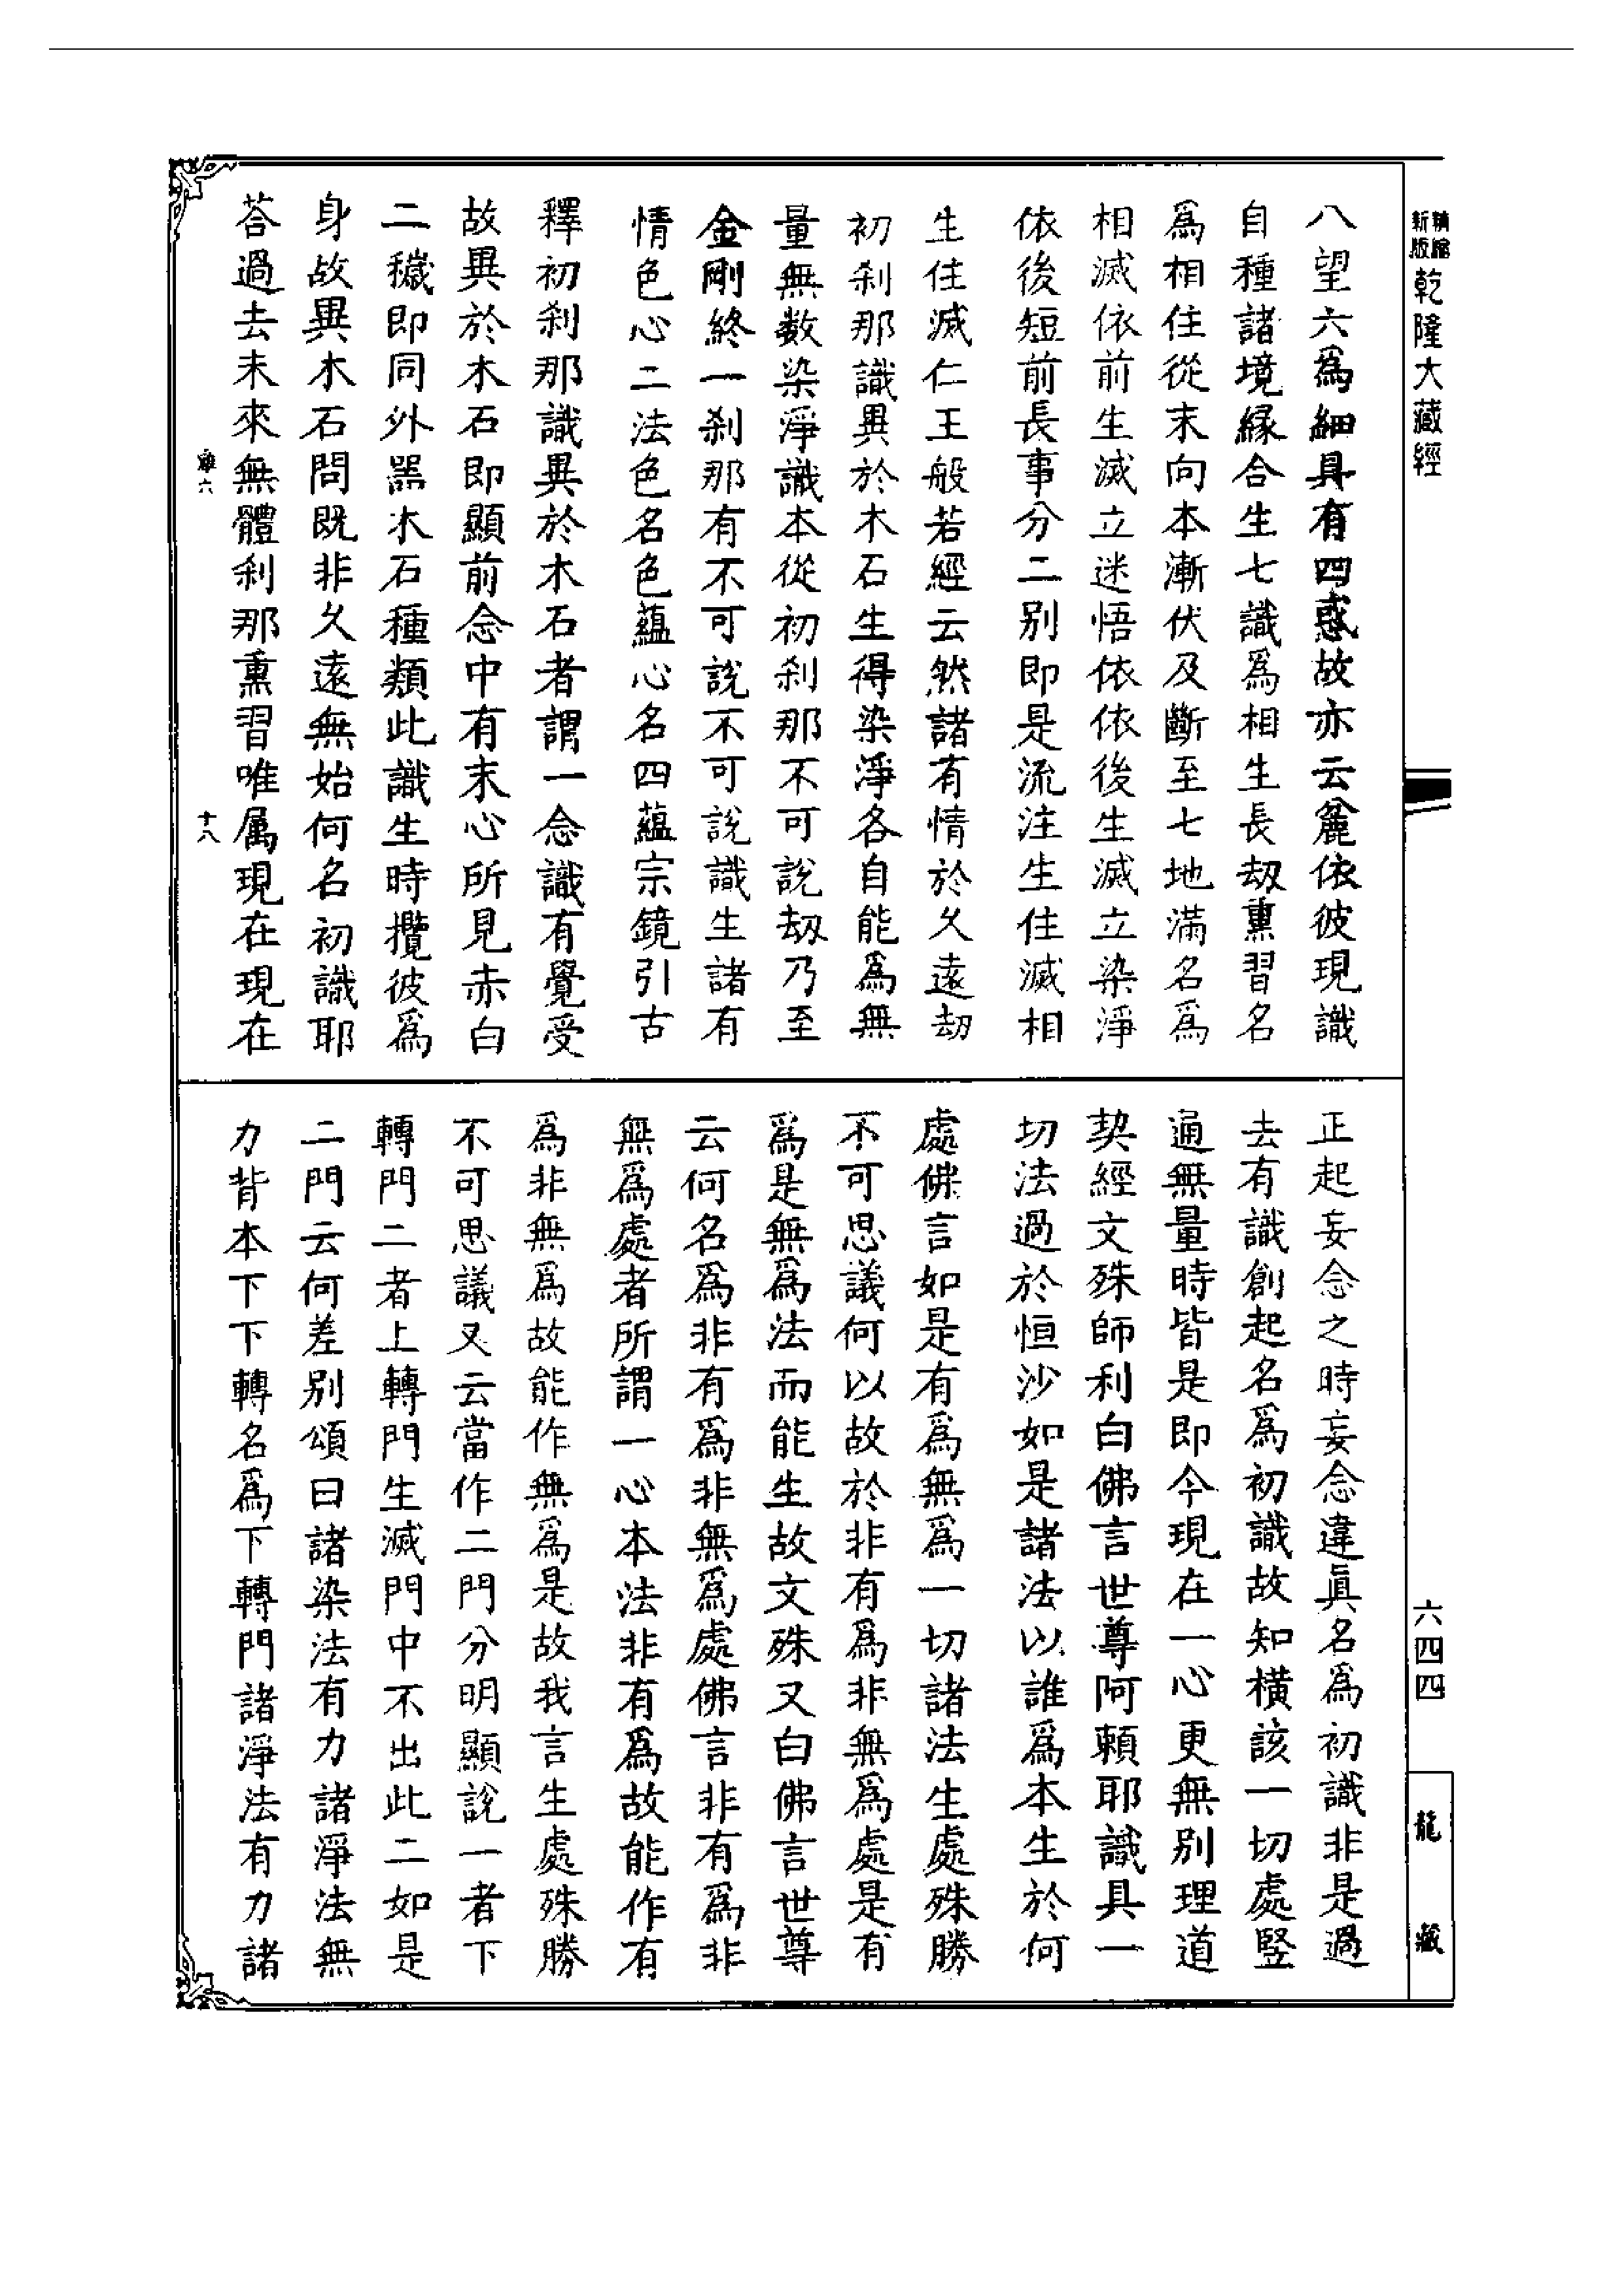 精縮
新版
乾隆大藏經
六四四
龍藏
八望六爲細具有四惑故亦云麤依彼現識
自種諸境緣合生七識爲相生長劫熏習名
爲相住從末向本漸伏及斷至七地滿名爲
相滅依前生滅立迷悟依依後生滅立染淨
依後短前長事分二别即是流注生住滅相
生住滅仁王般若經云然諸有情於久遠劫
初刹那識異於木石生得染淨各自能爲無
量無数染淨識本從初刹那不可說劫乃至
金剛終一刹那有不可說不可說識生諸有
情色心二法色名色蘊心名四蘊宗鏡引古
釋初刹那識異於木石者謂一念識有覺受
故異於木石即顯前念中有末心所見赤白
二穢即同外器木石種類此識生時攬彼爲
身故異木石問既非久遠無始何名初識耶
荅過去未來無體刹那熏習唯属現在現在
雞六
十八
正起妄念之時妄念違眞名爲初識非是過
去有識創起名爲初識故知橫該一切處竪
通無量時皆是即今現在一心更無别理道
契經文殊師利白佛言世尊阿頼耶識具一
切法過於恒沙如是諸法以誰爲本生於何
處佛言如是有爲無爲一切諸法生處殊勝
不可思議何以故於非有爲非無爲處是有
爲是無爲法而能生故文殊又白佛言世尊
云何名爲非有爲非無爲處佛言非有爲非
無爲處者所謂一心本法非有爲故能作有
爲非無爲故能作無爲是故我言生處殊勝
不可思議又云當作二門分明顯說一者下
轉門二者上轉門生滅門中不出此二如是
二門云何差别頌曰諸染法有力諸淨法無
力背本下下轉名爲下轉門諸淨法有力諸